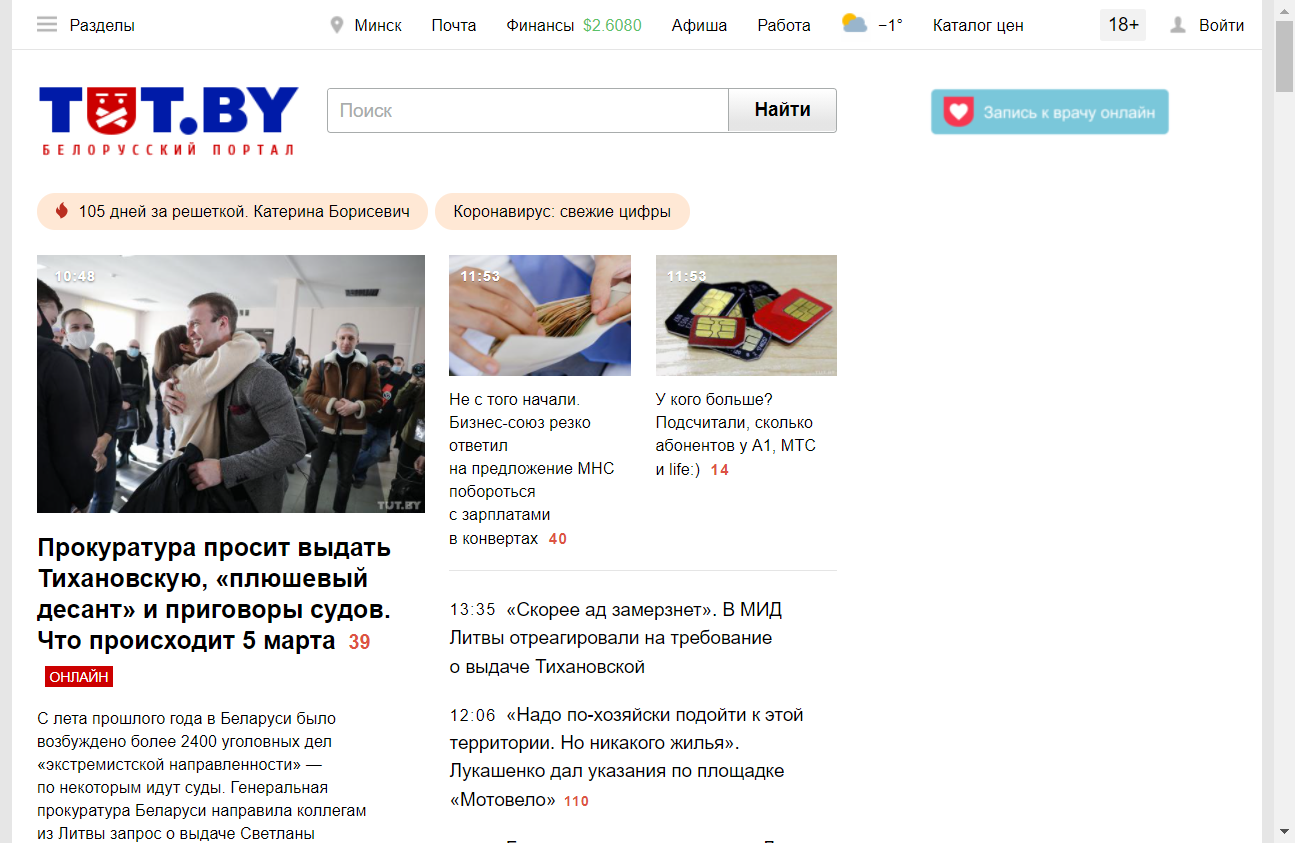 Разделы
Минск
Почта
Финансы $2.6080
Афиша
Работа
−1°
Каталог цен
18+
Войти
TUT.BY
БЕЛОРУССКИЙ ПОРТАЛ
Поиск
Найти
Запись к врачу онлайн
105 дней за решеткой. Катерина Борисевич
Коронавирус: свежие цифры
10:48
TUT.BY
Прокуратура просит выдать
Тихановскую, «плюшевый
десант» и приговоры судов.
Что происходит 5 марта 39
ОНЛАЙН
С лета прошлого года в Беларуси было
возбуждено более 2400 уголовных дел
«экстремистской направленности» —
по некоторым идут суды. Генеральная
прокуратура Беларуси направила коллегам
из Литвы запрос о выдаче Светланы
11:53
Не с того начали.
Бизнес-союз резко
ответил
на предложение МНС
побороться
с зарплатами
в конвертах 40
11:53
У кого больше?
Подсчитали, сколько
абонентов у А1, МТС
и life:) 14
13:35 «Скорее ад замерзнет». В МИД
Литвы отреагировали на требование
о выдаче Тихановской
12:06 «Надо по-хозяйски подойти к этой
территории. Но никакого жилья».
Лукашенко дал указания по площадке
«Мотовело» 110